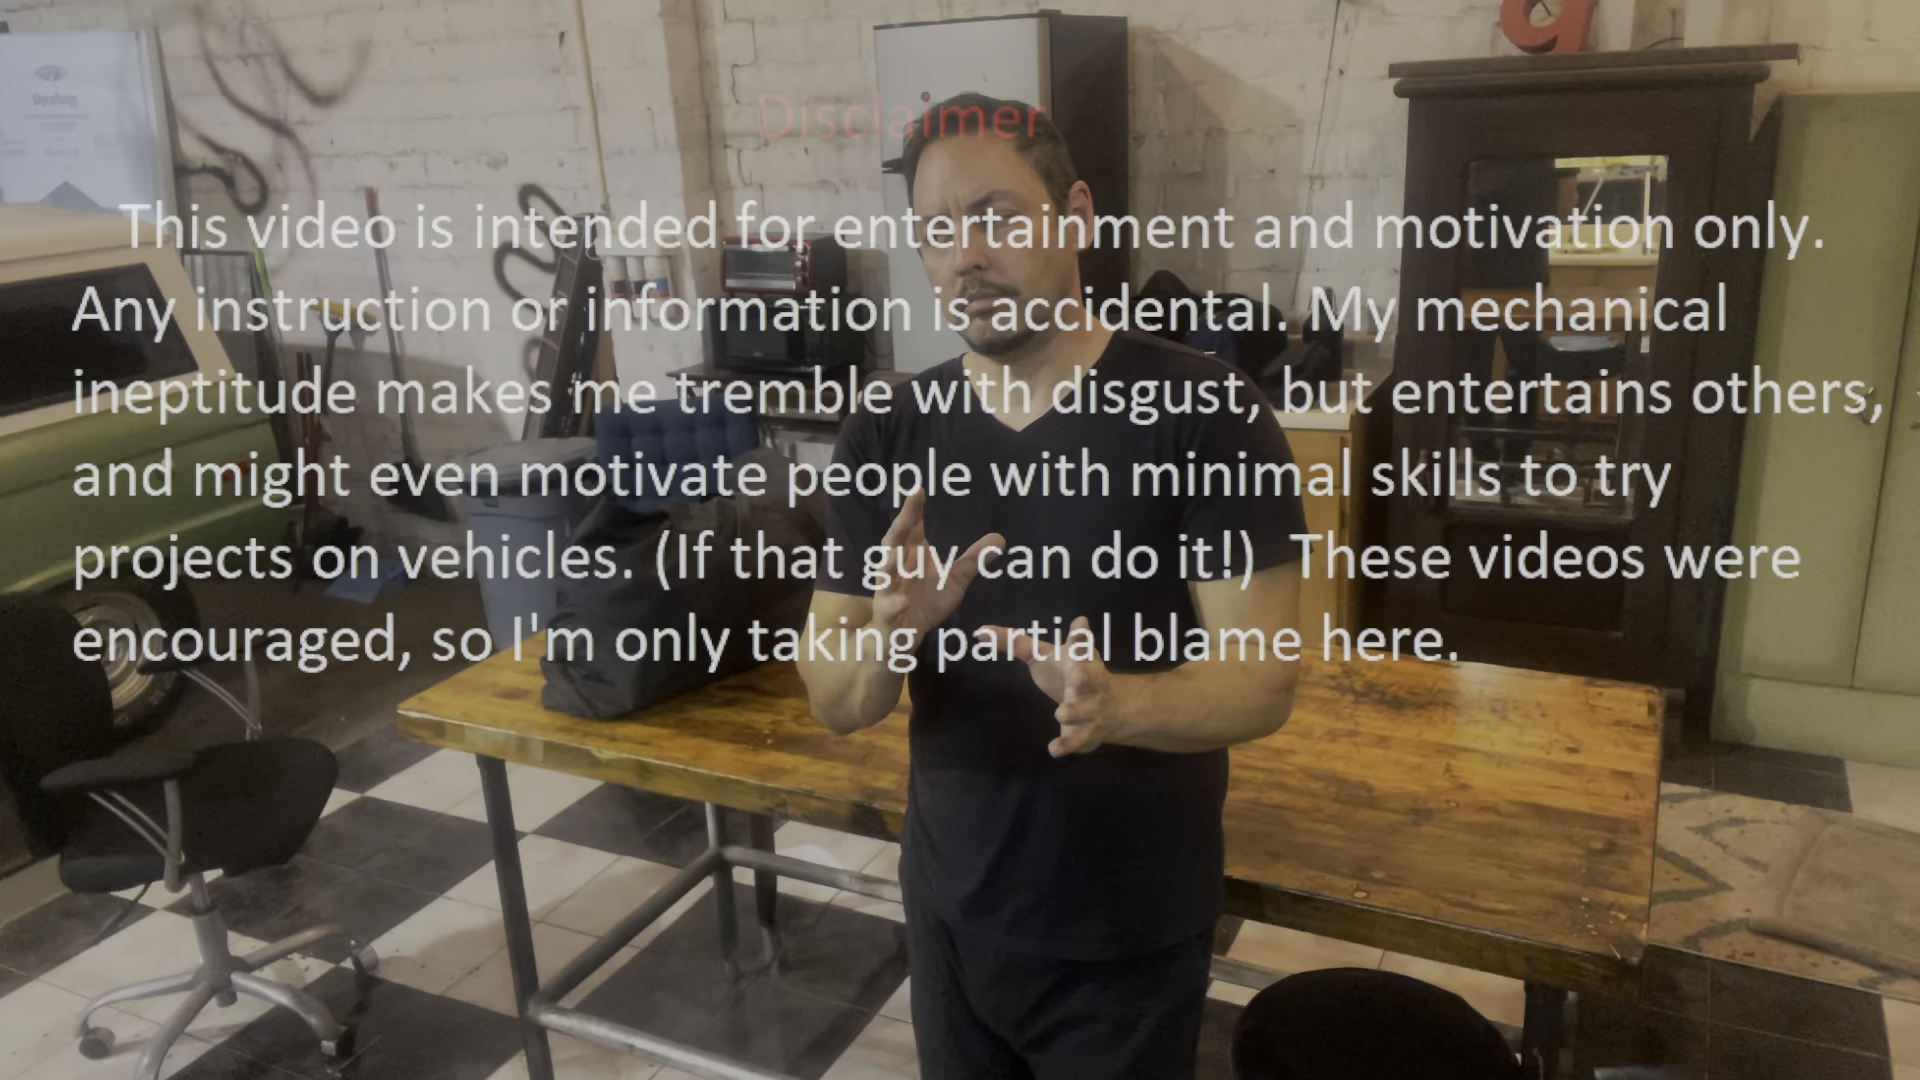 Disclaimer
This video is intended for entertainment and motivation only.
Any instruction or information is accidental. My mechanical
ineptitude makes me tremble with disgust, but entertains others,
and might even motivate people with minimal skills to try
projects on vehicles. (If that guy can do it!)  These videos were
encouraged, so I'm only taking partial blame here.